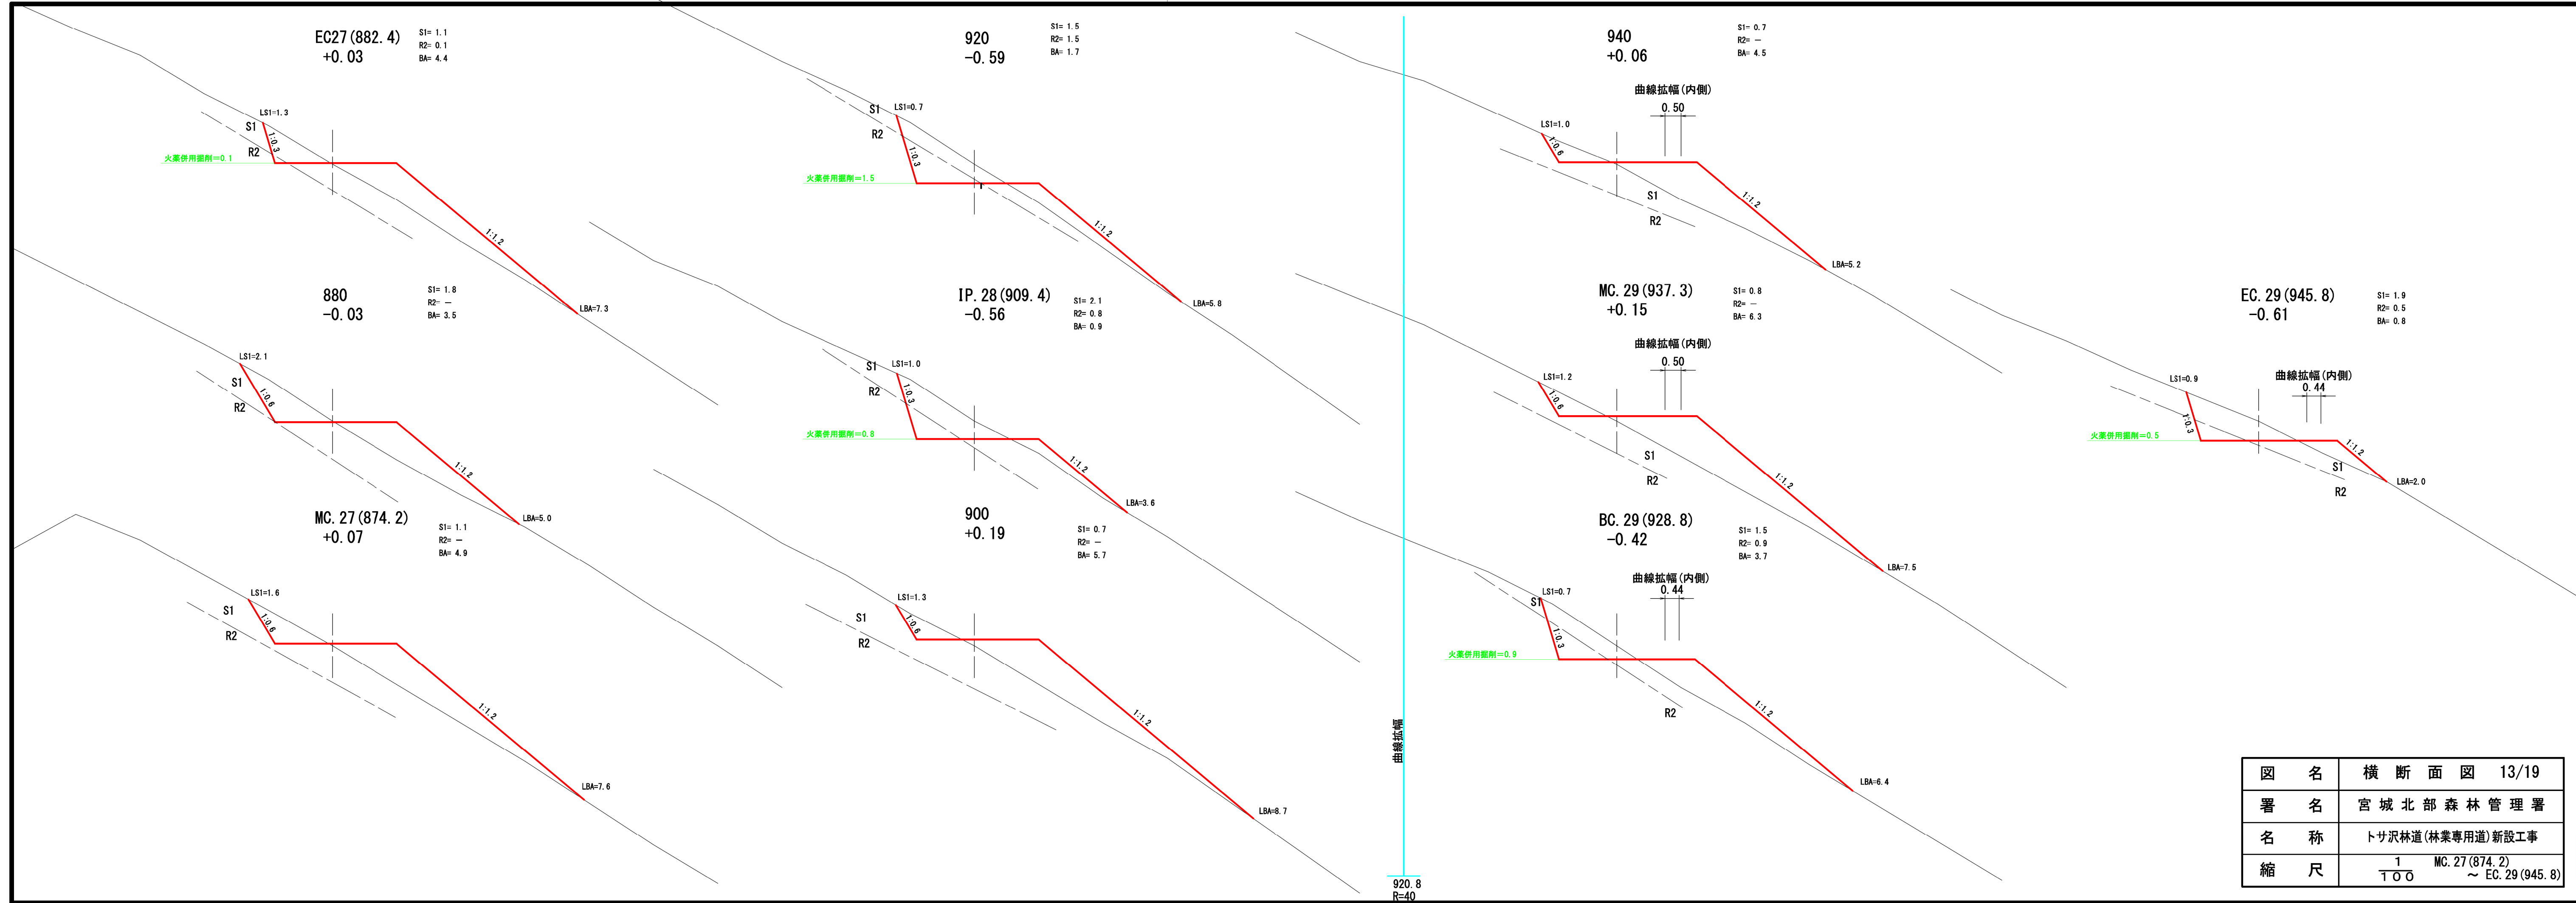 EC27(882.4)
+0.03
S1= 1.1
R2= 0.1
BA= 4.4
LS1=1.3
S1
R2
1:0.3
火薬併用掘削=0.1
1:1.2
LBA=7.3
880
-0.03
S1= 1.8
R2= —
BA= 3.5
LS1=2.1
S1
R2
1:0.6
1:1.2
LBA=5.0
MC.27(874.2)
+0.07
S1= 1.1
R2= —
BA= 4.9
LS1=1.6
S1
R2
1:0.6
1:1.2
LBA=7.6
920
-0.59
S1= 1.5
R2= 1.5
BA= 1.7
LS1=0.7
S1
R2
1:0.3
火薬併用掘削=1.5
1:1.2
LBA=5.8
IP.28(909.4)
-0.56
S1= 2.1
R2= 0.8
BA= 0.9
LS1=1.0
S1
R2
1:0.3
火薬併用掘削=0.8
1:1.2
LBA=3.6
900
+0.19
S1= 0.7
R2= —
BA= 5.7
LS1=1.3
S1
R2
1:0.6
1:1.2
LBA=8.7
曲線拡幅
920.8
R=40
940
+0.06
S1= 0.7
R2= —
BA= 4.5
曲線拡幅(内側)
0.50
LS1=1.0
1:0.6
S1
R2
1:1.2
LBA=5.2
MC.29(937.3)
+0.15
S1= 0.8
R2= —
BA= 6.3
曲線拡幅(内側)
0.50
LS1=1.2
1:0.6
S1
R2
1:1.2
LBA=7.5
BC.29(928.8)
-0.42
S1= 1.5
R2= 0.9
BA= 3.7
曲線拡幅(内側)
0.44
LS1=0.7
S1
1:0.3
火薬併用掘削=0.9
R2
1:1.2
LBA=6.4
EC.29(945.8)
-0.61
S1= 1.9
R2= 0.5
BA= 0.8
曲線拡幅(内側)
0.44
LS1=0.9
1:0.3
火薬併用掘削=0.5
1:1.2
S1
R2
LBA=2.0
図 名 横 断 面 図 13/19
署 名 宮城北部森林管理署
名 称 トサ沢林道(林業専用道)新設工事
縮 尺 1/100 MC.27(874.2)
～ EC.29(945.8)